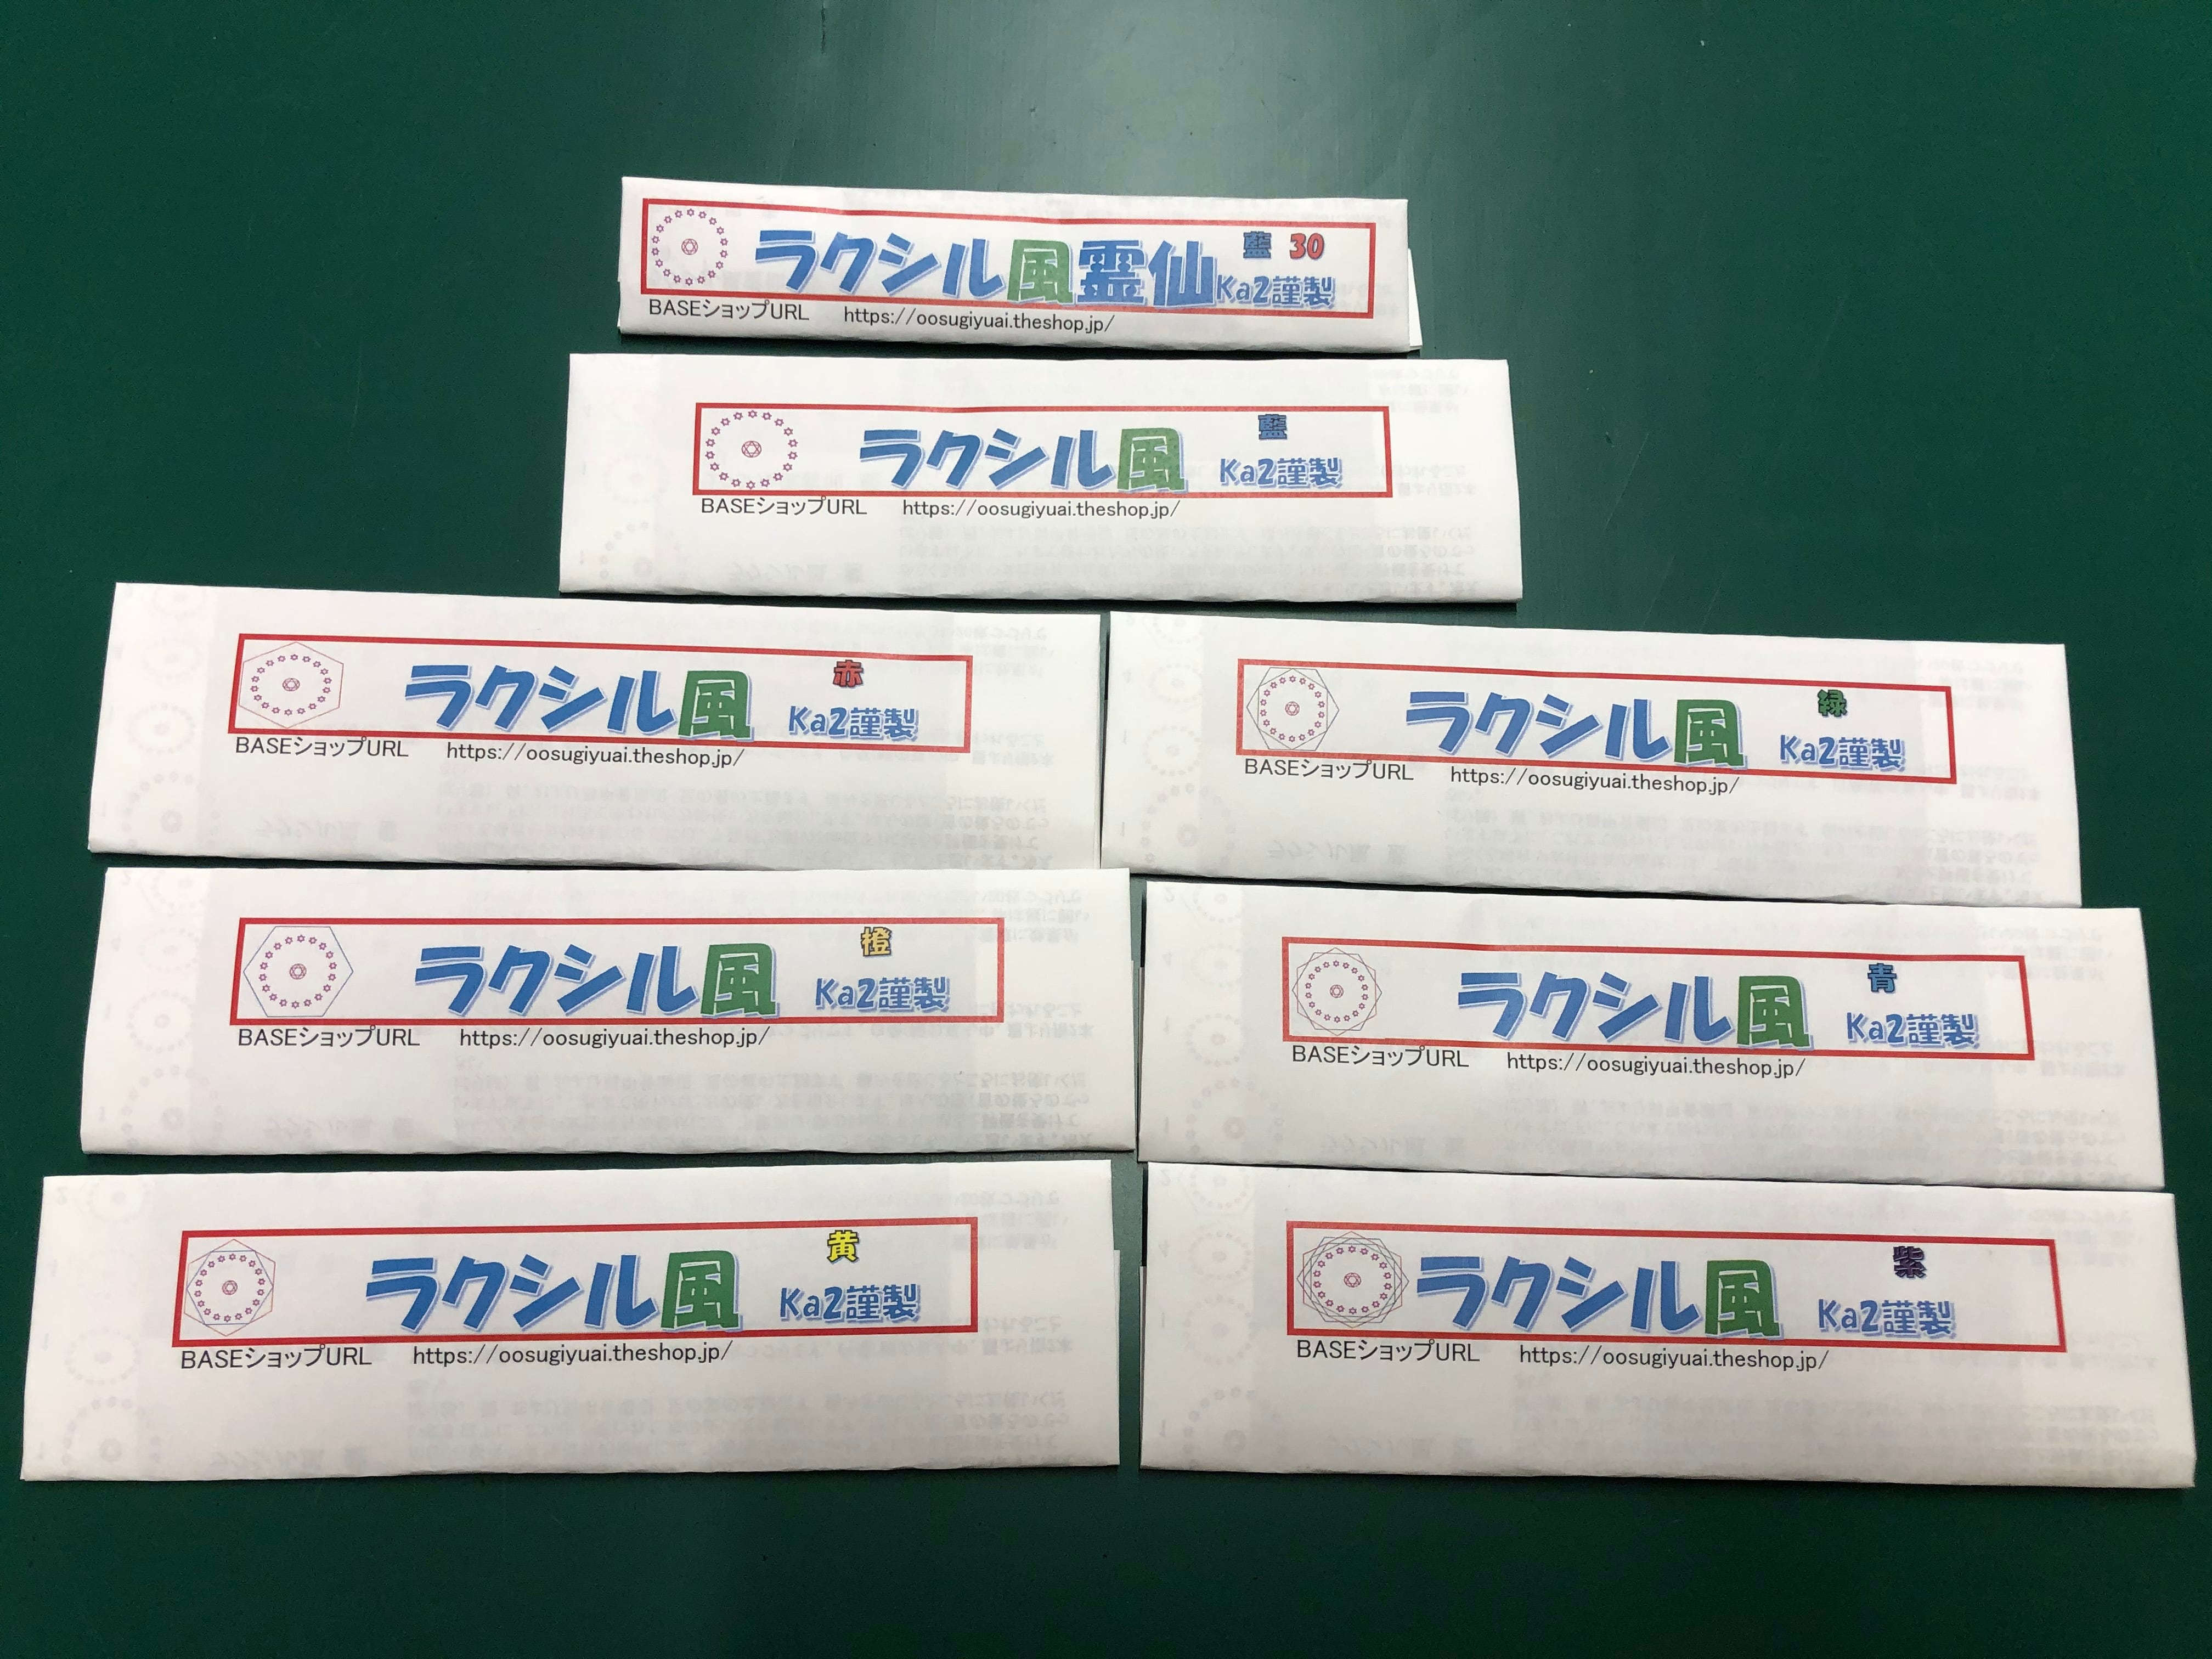 ラクシル風霊仙 藍 30
Ka2謹製
BASEショップURL https://oosugiyuai.theshop.jp/
ラクシル風 藍
Ka2謹製
BASEショップURL https://oosugiyuai.theshop.jp/
ラクシル風 赤
Ka2謹製
BASEショップURL https://oosugiyuai.theshop.jp/
ラクシル風 緑
Ka2謹製
BASEショップURL https://oosugiyuai.theshop.jp/
ラクシル風 橙
Ka2謹製
BASEショップURL https://oosugiyuai.theshop.jp/
ラクシル風 青
Ka2謹製
BASEショップURL https://oosugiyuai.theshop.jp/
ラクシル風 黄
Ka2謹製
BASEショップURL https://oosugiyuai.theshop.jp/
ラクシル風 紫
Ka2謹製
BASEショップURL https://oosugiyuai.theshop.jp/